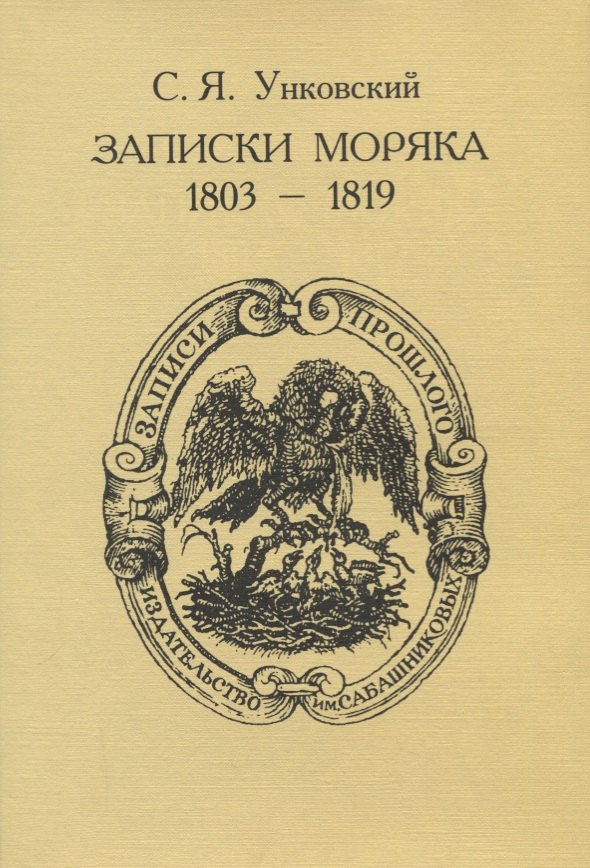 С. Я. Унковский
ЗАПИСКИ МОРЯКА
1803 – 1819
ЗАПИСИ ПРОШЛОГО
ИЗДАТЕЛЬСТВО им. САБАШНИКОВЫХ